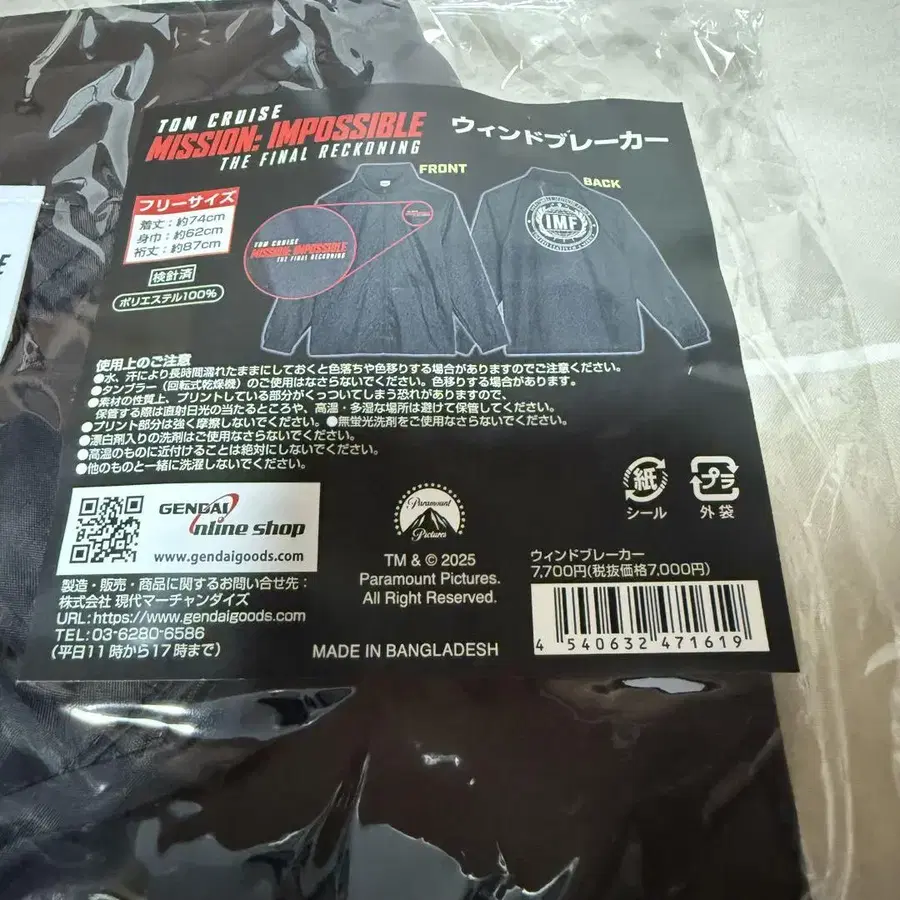 TOM CRUISE
MISSION: IMPOSSIBLE
THE FINAL RECKONING
ウィンドブレーカー
フリーサイズ
着丈：約74cm
身巾：約62cm
裄丈：約87cm
検針済
ポリエステル100%
FRONT
BACK
TOM CRUISE
MISSION: IMPOSSIBLE
THE FINAL RECKONING
IMF
使用上のご注意
●水、汗により長時間濡れたままにしておくと色落ちや色移りする場合がありますのでご注意ください。
●タンブラー（回転式乾燥機）のご使用はなさらないでください。色移りする場合があります。
●素材の性質上、プリントしている部分がくっついてしまう恐れがありますので、
保管する際は直射日光の当たるところや、高温・多湿な場所は避けて保管してください。
●プリント部分は強く摩擦しないでください。●無蛍光洗剤をご使用なさらないでください。
●漂白剤入りの洗剤はご使用なさらないでください。
●高温のものに近付けることは絶対にしないでください。
●他のものと一緒に洗濯しないでください。
GENDAI
Online shop
www.gendaigoods.com
Paramount
Pictures
TM & © 2025
Paramount Pictures.
All Right Reserved.
紙
シール
プラ
外袋
製造・販売・商品に関するお問い合せ先：
株式会社 現代マーチャンダイズ
URL:https://www.gendaigoods.com
TEL:03-6280-6586
（平日11時から17時まで）
MADE IN BANGLADESH
ウィンドブレーカー
7,700円(税抜価格7,000円)
4 540632 471619
E